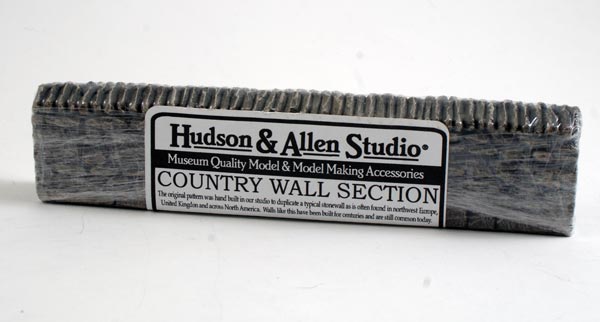 Hudson & Allen Studio®
Museum Quality Model & Model Making Accessories
COUNTRY WALL SECTION
The original pattern was hand built in our studio to duplicate a typical stonewall as is often found in northwest Europe,
United Kingdon and across North America. Walls like this have been built for centuries and are still common today.